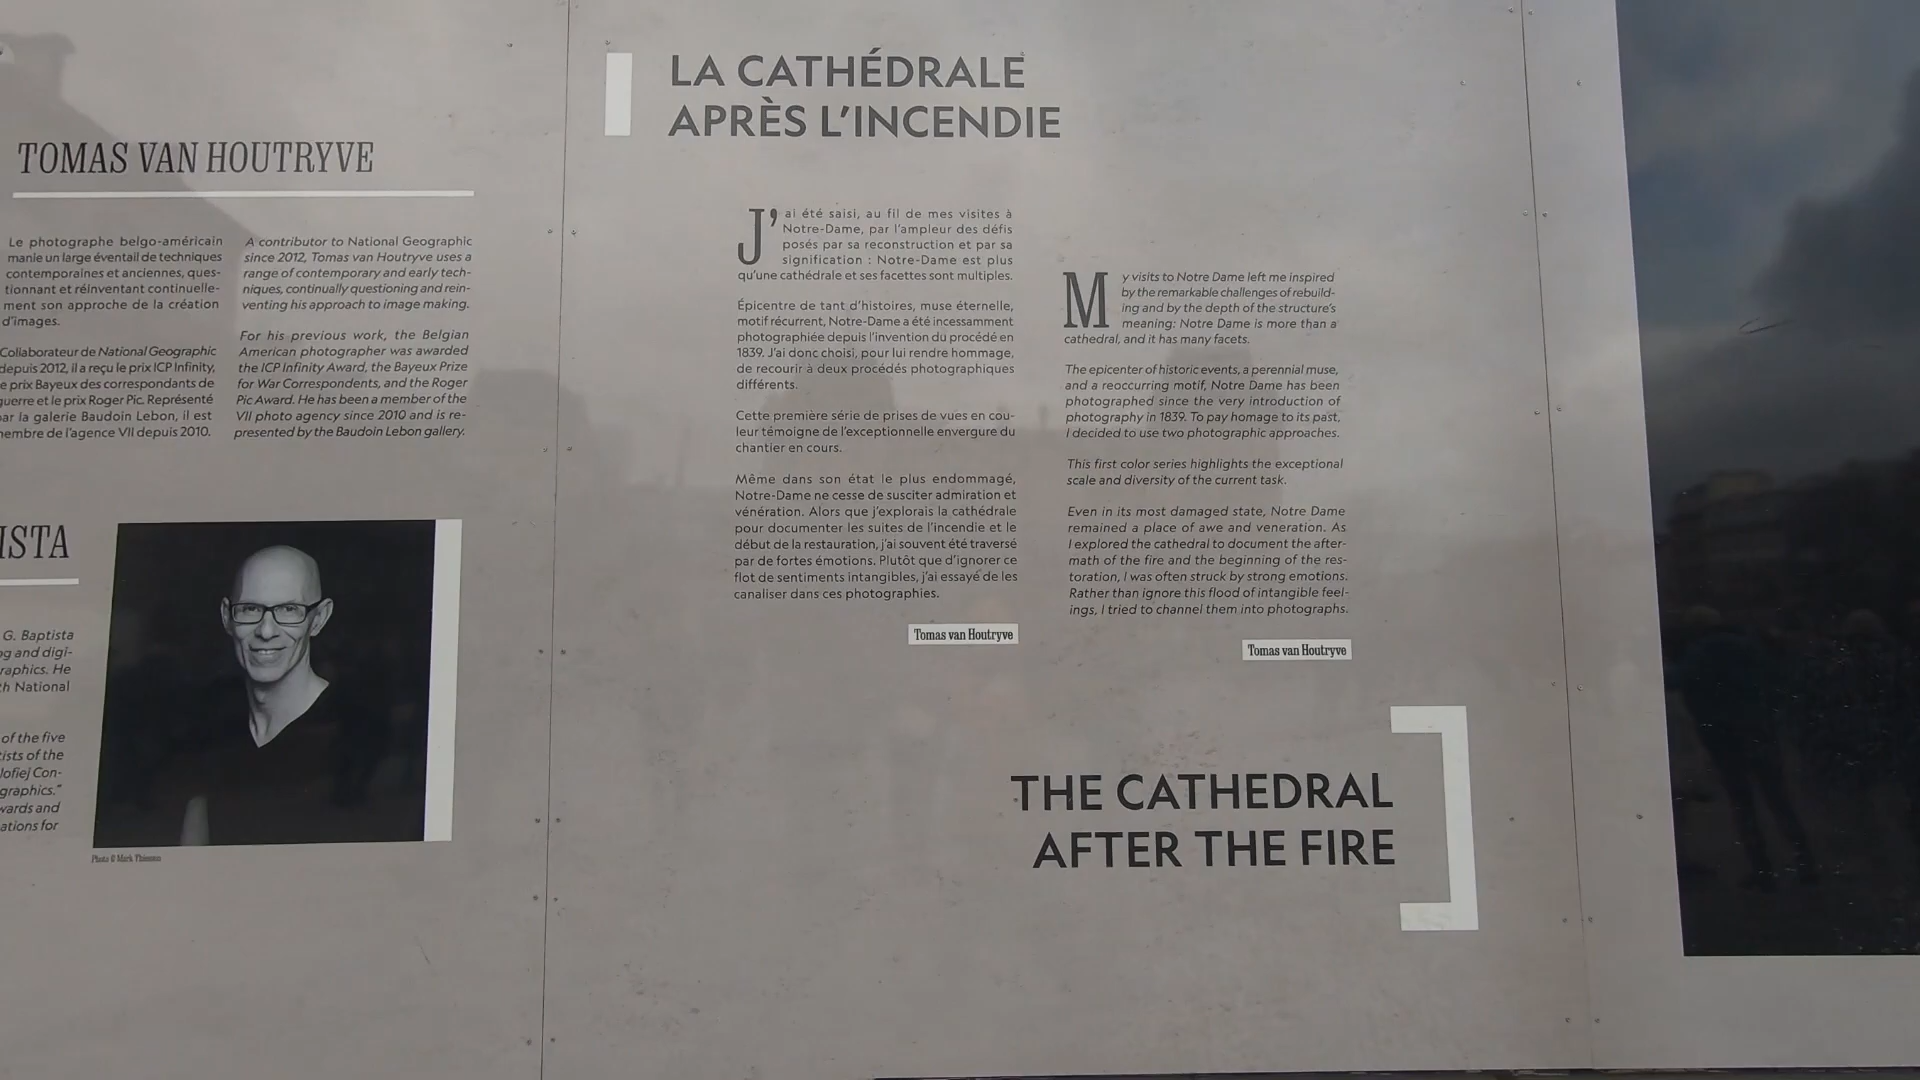 TOMAS VAN HOUTRYVE
Le photographe belgo-américain
manie un large éventail de techniques
contemporaines et anciennes, ques-
tionnant et réinventant continuelle-
ment son approche de la création
d'images.
Collaborateur de National Geographic
depuis 2012, il a reçu le prix ICP Infinity,
prix Bayeux des correspondants de
guerre et le prix Roger Pic. Représenté
par la galerie Baudoin Lebon, il est
membre de l'agence VII depuis 2010.
A contributor to National Geographic
since 2012, Tomas van Houtryve uses a
range of contemporary and early tech-
niques, continually questioning and rein-
venting his approach to image making.
For his previous work, the Belgian
American photographer was awarded
the ICP Infinity Award, the Bayeux Prize
for War Correspondents, and the Roger
Pic Award. He has been a member of the
VII photo agency since 2010 and is re-
presented by the Baudoin Lebon gallery.
ISTA
G. Baptista
and digi-
raphics. He
National
of the five
tists of the
Con-
graphics."
wards and
ations for
Photo © Mark Thiessen
LA CATHÉDRALE
APRÈS L'INCENDIE
J'ai été saisi, au fil de mes visites à
Notre-Dame, par l'ampleur des défis
posés par sa reconstruction et par sa
signification : Notre-Dame est plus
qu'une cathédrale et ses facettes sont multiples.
Épicentre de tant d'histoires, muse éternelle,
motif récurrent, Notre-Dame a été incessamment
photographiée depuis l'invention du procédé en
1839. J'ai donc choisi, pour lui rendre hommage,
de recourir à deux procédés photographiques
différents.
Cette première série de prises de vues en cou-
leur témoigne de l'exceptionnelle envergure du
chantier en cours.
Même dans son état le plus endommagé,
Notre-Dame ne cesse de susciter admiration et
vénération. Alors que j'explorais la cathédrale
pour documenter les suites de l'incendie et le
début de la restauration, j'ai souvent été traversé
par de fortes émotions. Plutôt que d'ignorer ce
flot de sentiments intangibles, j'ai essayé de les
canaliser dans ces photographies.
Tomas van Houtryve
My visits to Notre Dame left me inspired
by the remarkable challenges of rebuild-
ing and by the depth of the structure's
meaning: Notre Dame is more than a
cathedral, and it has many facets.
The epicenter of historic events, a perennial muse,
and a reoccurring motif, Notre Dame has been
photographed since the very introduction of
photography in 1839. To pay homage to its past,
I decided to use two photographic approaches.
This first color series highlights the exceptional
scale and diversity of the current task.
Even in its most damaged state, Notre Dame
remained a place of awe and veneration. As
I explored the cathedral to document the after-
math of the fire and the beginning of the res-
toration, I was often struck by strong emotions.
Rather than ignore this flood of intangible feel-
ings, I tried to channel them into photographs.
Tomas van Houtryve
THE CATHEDRAL
AFTER THE FIRE